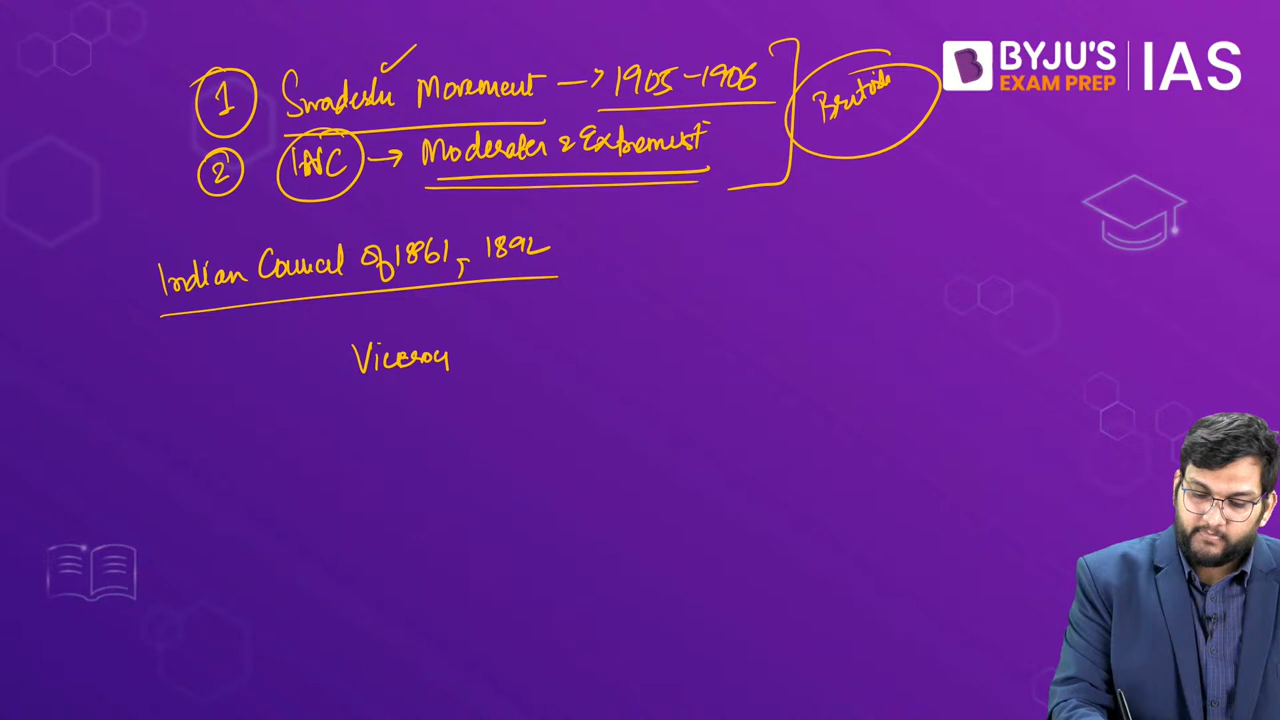 BYJU'S
EXAM PREP
IAS
1 Swadeshi Movement → 1905-1906
British
2 INC → Moderates & Extremist
Indian Council of 1861, 1892
Viceroy